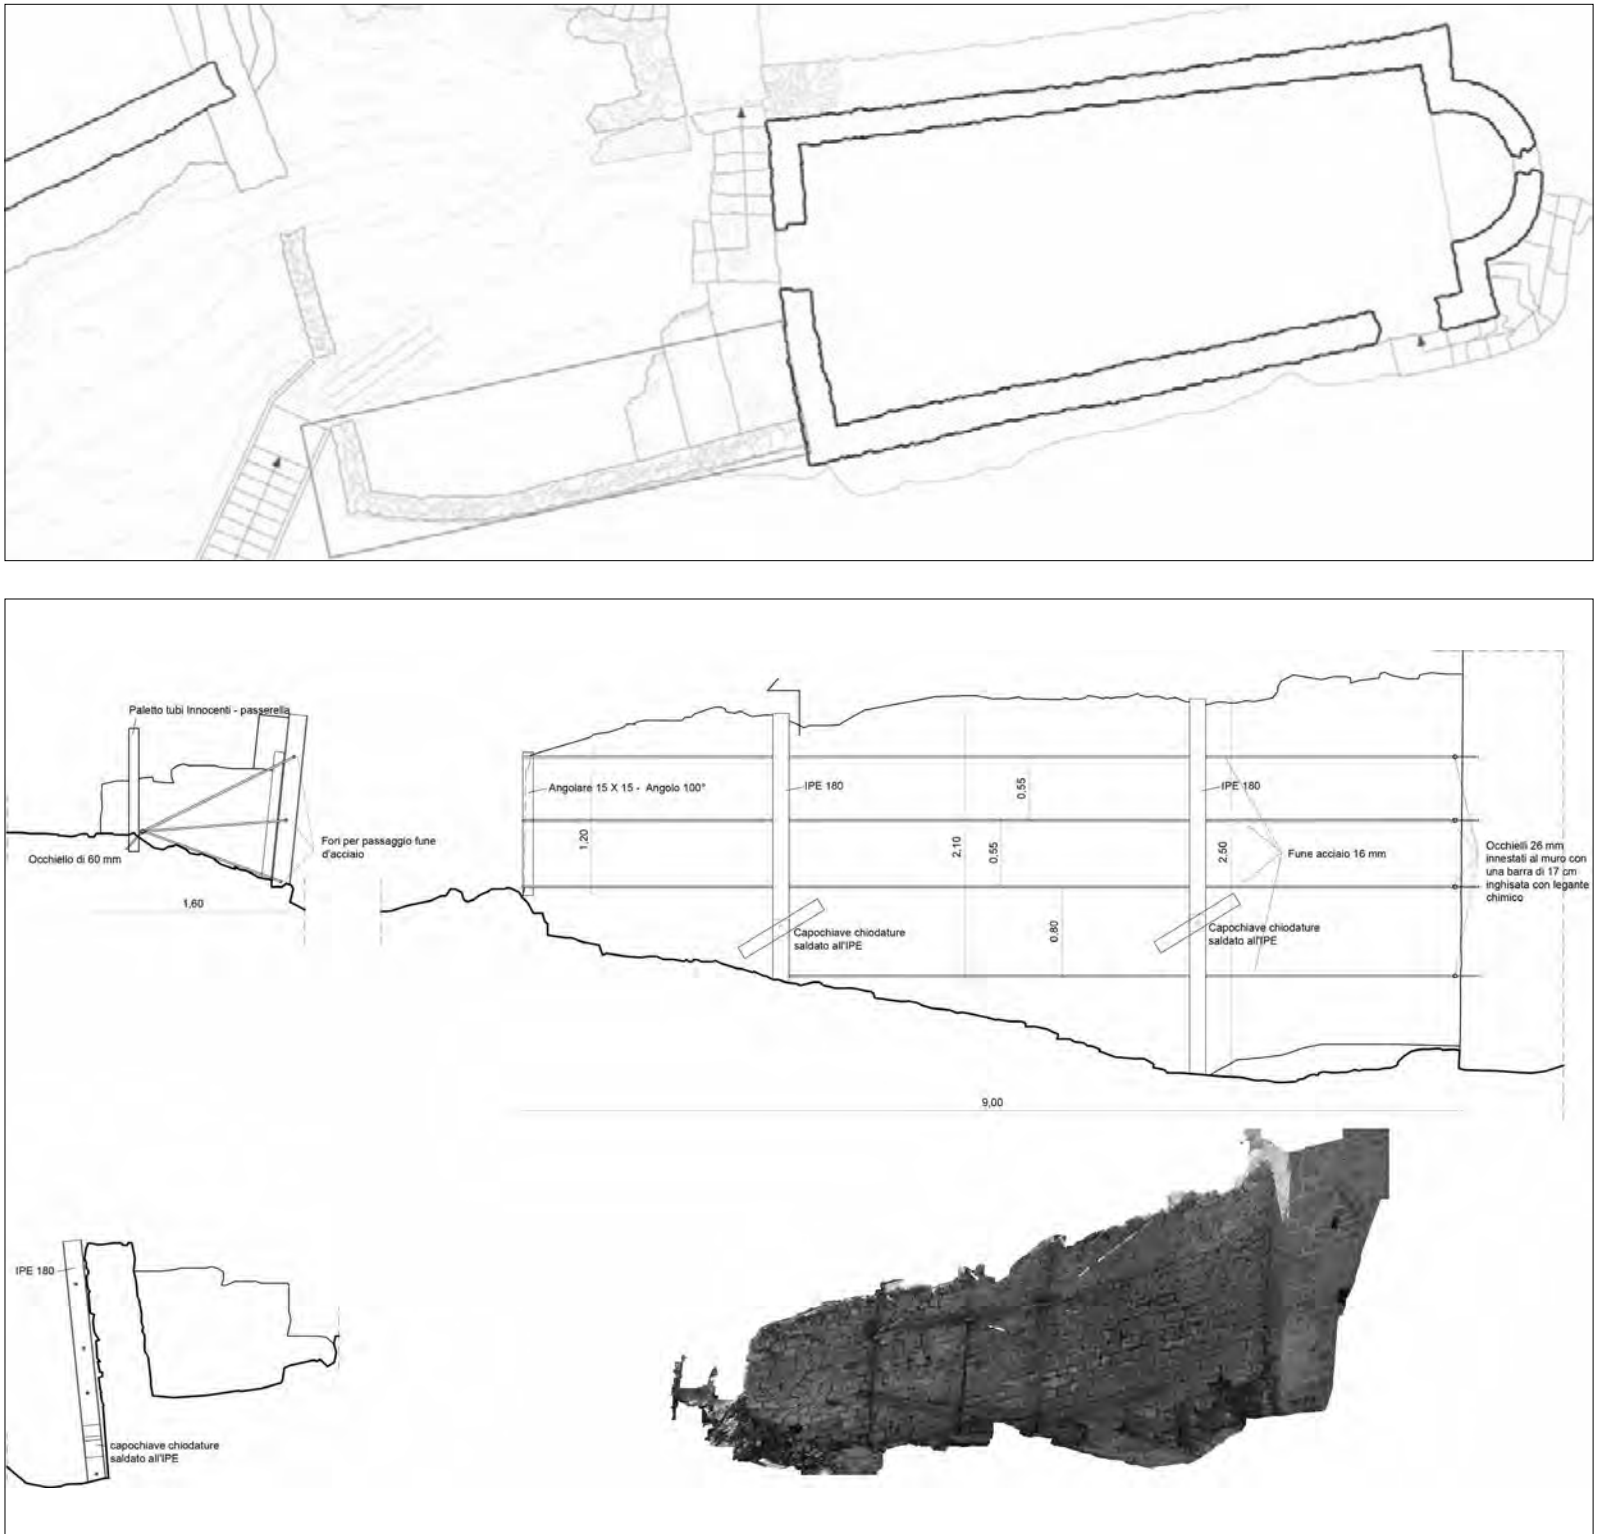 Paletto tubi Innocenti - passerella
Occhiello di 60 mm
Fori per passaggio fune
d'acciaio
1,60
Angolare 15 X 15 - Angolo 100°
IPE 180
IPE 180
0,55
1,20
2,10
0,55
2,50
Fune acciaio 16 mm
Occhielli 26 mm
innestati al muro con
una barra di 17 cm
inghisata con legante
chimico
Capochiave chiodature
saldato all'IPE
0,80
Capochiave chiodature
saldato all'IPE
9,00
IPE 180
capochiave chiodature
saldato all'IPE